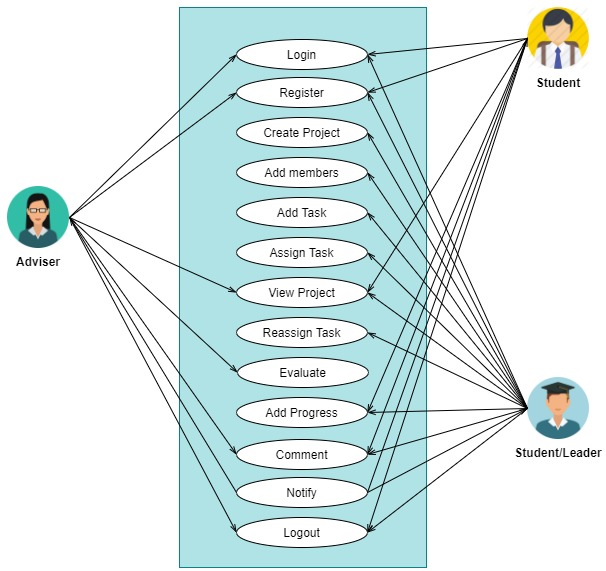 Login
Student
Register
Create Project
Add members
Add Task
Adviser
Assign Task
View Project
Reassign Task
Evaluate
Add Progress
Comment
Student/Leader
Notify
Logout